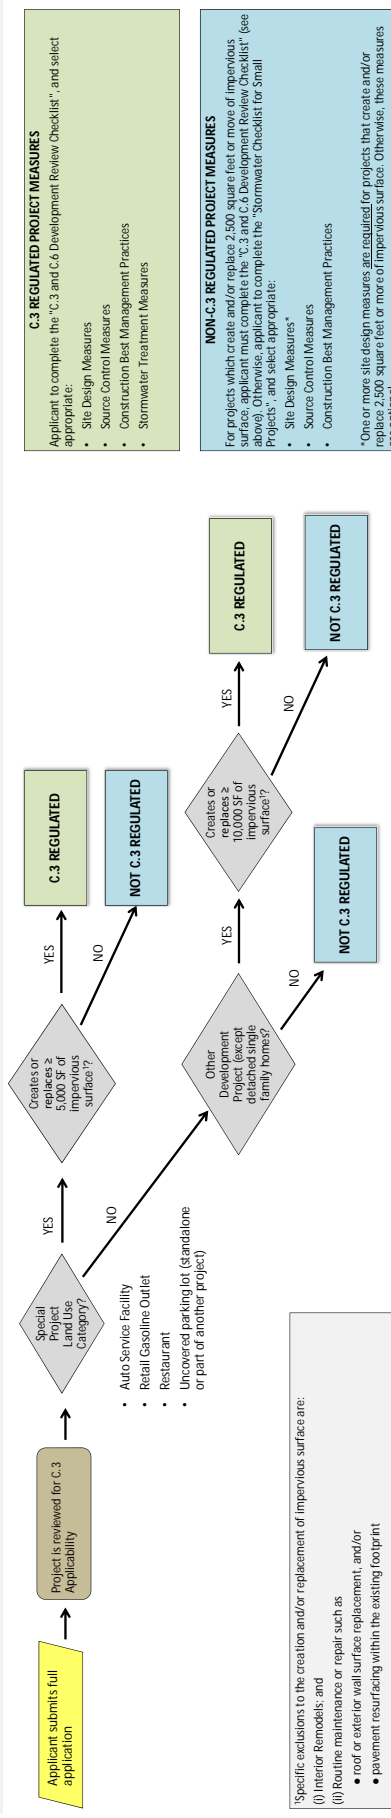 Applicant submits full
application
Project is reviewed for C.3
Applicability
Special
Project
Land Use
Category?
YES
NO
• Auto Service Facility
• Retail Gasoline Outlet
• Restaurant
• Uncovered parking lot (standalone
or part of another project)
Creates or
replaces ≥
5,000 SF of
impervious
surface¹?
YES
NO
C.3 REGULATED
NOT C.3 REGULATED
Other
Development
Project (except
detached single
family homes?
YES
NO
NOT C.3 REGULATED
Creates or
replaces ≥
10,000 SF of
impervious
surface¹?
YES
NO
C.3 REGULATED
NOT C.3 REGULATED
C.3 REGULATED PROJECT MEASURES
Applicant to complete the "C.3 and C.6 Development Review Checklist", and select
appropriate:
• Site Design Measures
• Source Control Measures
• Construction Best Management Practices
• Stormwater Treatment Measures
NON-C.3 REGULATED PROJECT MEASURES
For projects which create and/or replace 2,500 square feet or move of impervious
surface, applicant must complete the "C.3 and C.6 Development Review Checklist" (see
above). Otherwise, applicant to complete the "Stormwater Checklist for Small
Projects", and select appropriate:
• Site Design Measures*
• Source Control Measures
• Construction Best Management Practices
*One or more site design measures are required for projects that create and/or
replace 2,500 square feet or more of impervious surface. Otherwise, these measures
¹Specific exclusions to the creation and/or replacement of impervious surface are:
(i) Interior Remodels; and
(ii) Routine maintenance or repair such as
● roof or exterior wall surface replacement, and/or
● pavement resurfacing within the existing footprint